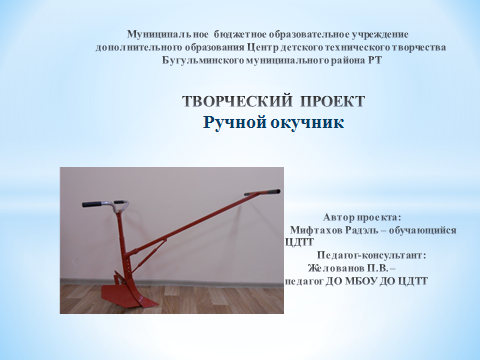 Муниципальное бюджетное образовательное учреждение
дополнительного образования Центр детского технического творчества
Бугульминского муниципального района РТ
ТВОРЧЕСКИЙ ПРОЕКТ
Ручной окучник
Автор проекта:
Мифтахов Радэль – обучающийся
ЦДТТ
Педагог-консультант:
Желованов П.В. –
педагог ДО МБОУ ДО ЦДТТ